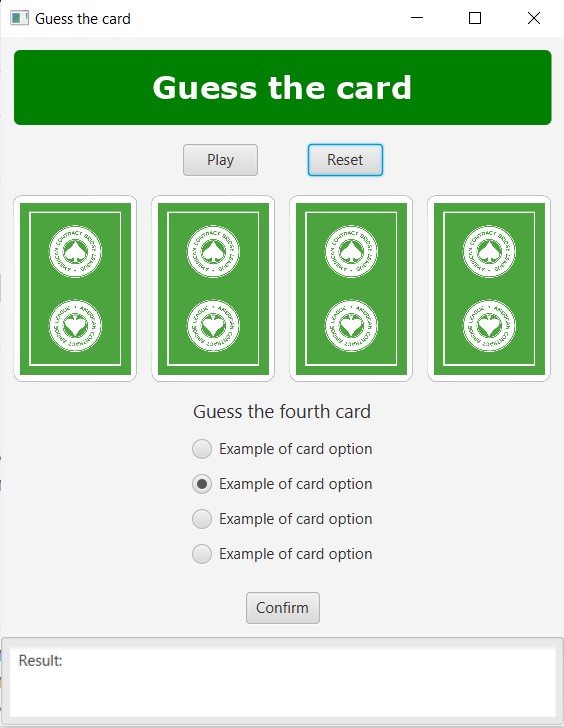 Guess the card
Guess the card
Play
Reset
AMERICAN CONTRACT BRIDGE LEAGUE
AMERICAN CONTRACT BRIDGE LEAGUE
AMERICAN CONTRACT BRIDGE LEAGUE
AMERICAN CONTRACT BRIDGE LEAGUE
AMERICAN CONTRACT BRIDGE LEAGUE
AMERICAN CONTRACT BRIDGE LEAGUE
AMERICAN CONTRACT BRIDGE LEAGUE
AMERICAN CONTRACT BRIDGE LEAGUE
Guess the fourth card
Example of card option
Example of card option
Example of card option
Example of card option
Confirm
Result: